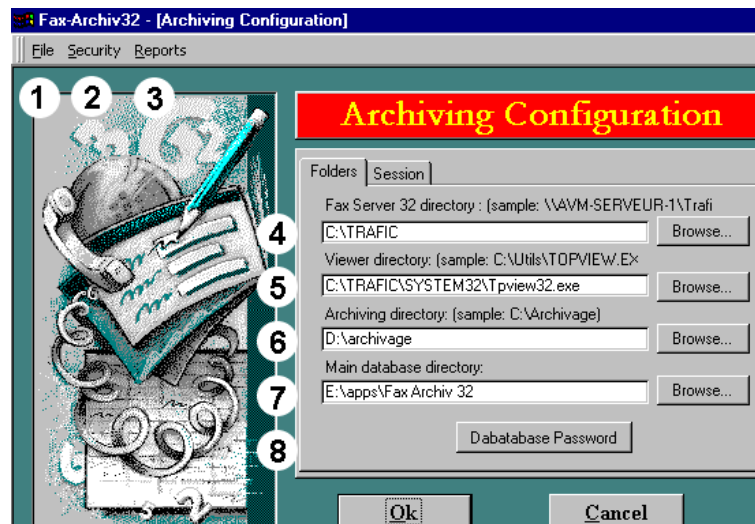 Fax-Archiv32 - [Archiving Configuration]
File Security Reports
1 2 3
Archiving Configuration
Folders Session
Fax Server 32 directory : (sample: \\AVM-SERVEUR-1\Trafi
4 C:\TRAFIC Browse...
Viewer directory: (sample: C:\Utils\TOPVIEW.EX
5 C:\TRAFIC\SYSTEM32\Tpview32.exe Browse...
Archiving directory: (sample: C:\Archivage)
6 D:\archivage Browse...
Main database directory:
7 E:\apps\Fax Archiv 32 Browse...
8 Dabatabase Password
Ok Cancel